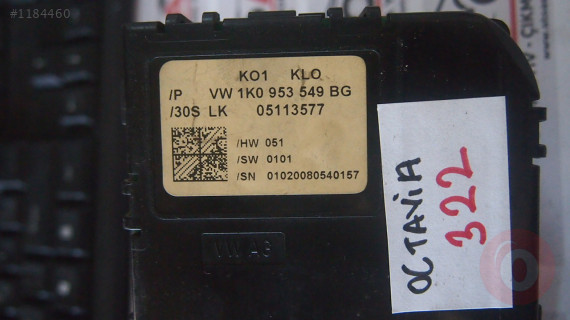 #1184460
KO1 KLO
/P VW 1K0 953 549 BG
/30S LK 05113577
/HW 051
/SW 0101
/SN 01020080540157
VW AG
OCTAVIA
322